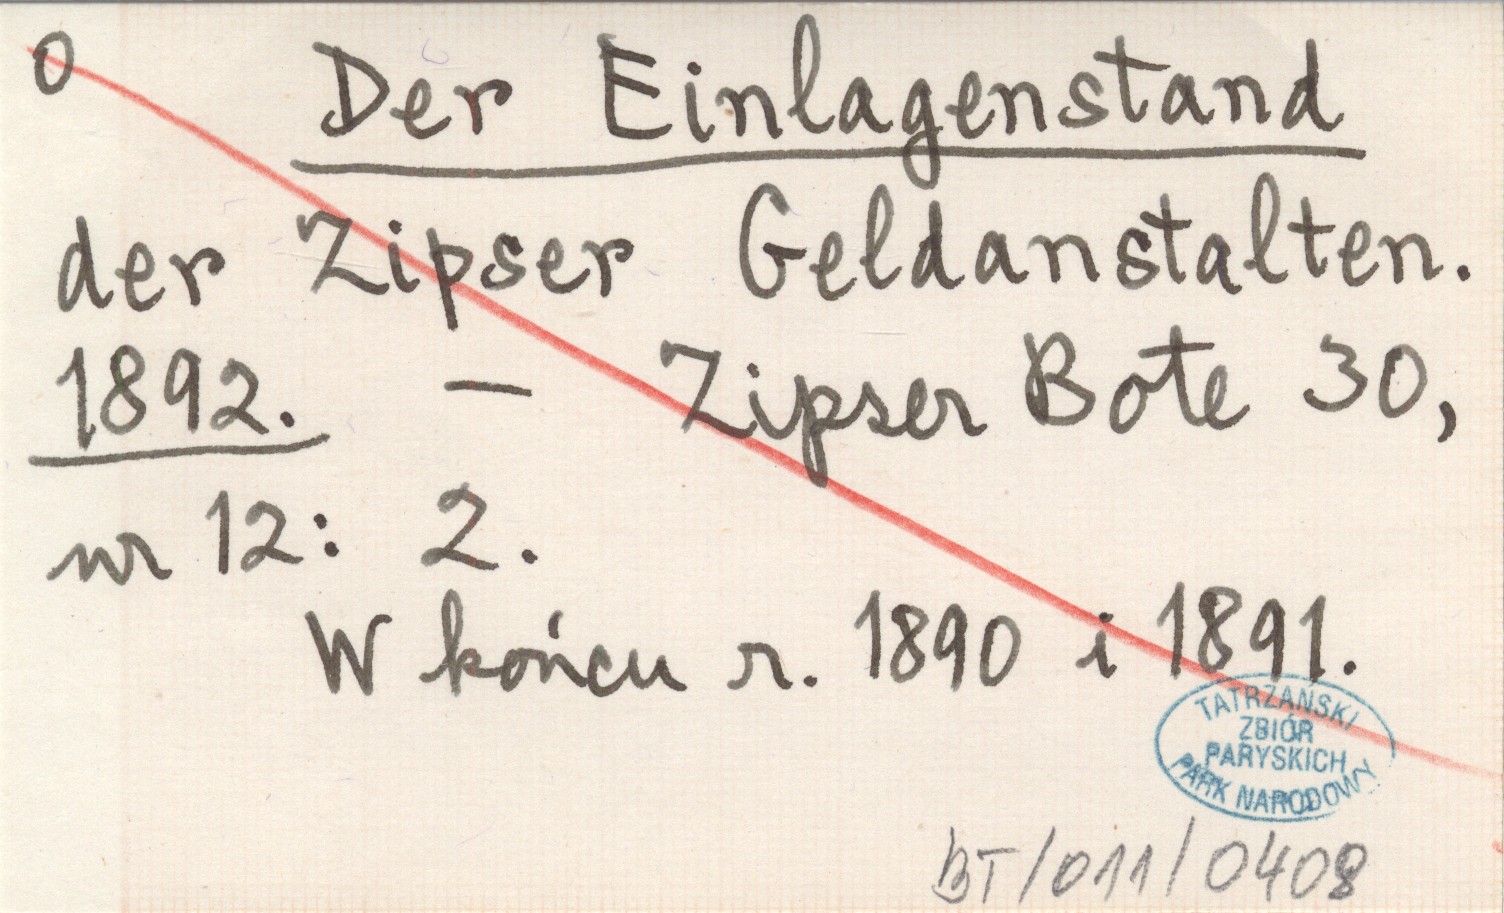 0 Der Einlagenstand
der Zipser Geldanstalten.
1892. — Zipser Bote 30,
nr 12: 2.
W końcu r. 1890 i 1891.
TATRZAŃSKI
ZBIÓR
PARYSKICH
PARK NARODOWY
BT/011/0408